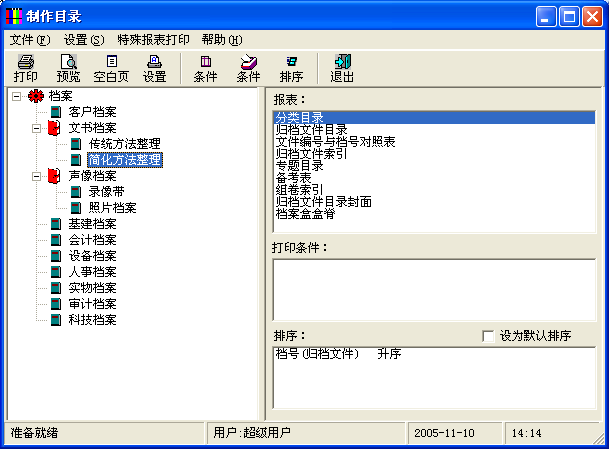 制作目录
文件(F) 设置(S) 特殊报表打印 帮助(H)
打印 预览 空白页 设置 条件 条件 排序 退出
档案
客户档案
文书档案
传统方法整理
简化方法整理
声像档案
录像带
照片档案
基建档案
会计档案
设备档案
人事档案
实物档案
审计档案
科技档案
报表：
分类目录
归档文件目录
文件编号与档号对照表
归档文件索引
专题目录
备考表
组卷索引
归档文件目录封面
档案盒盒脊
打印条件：
排序： 设为默认排序
档号(归档文件) 升序
准备就绪 用户:超级用户 2005-11-10 14:14